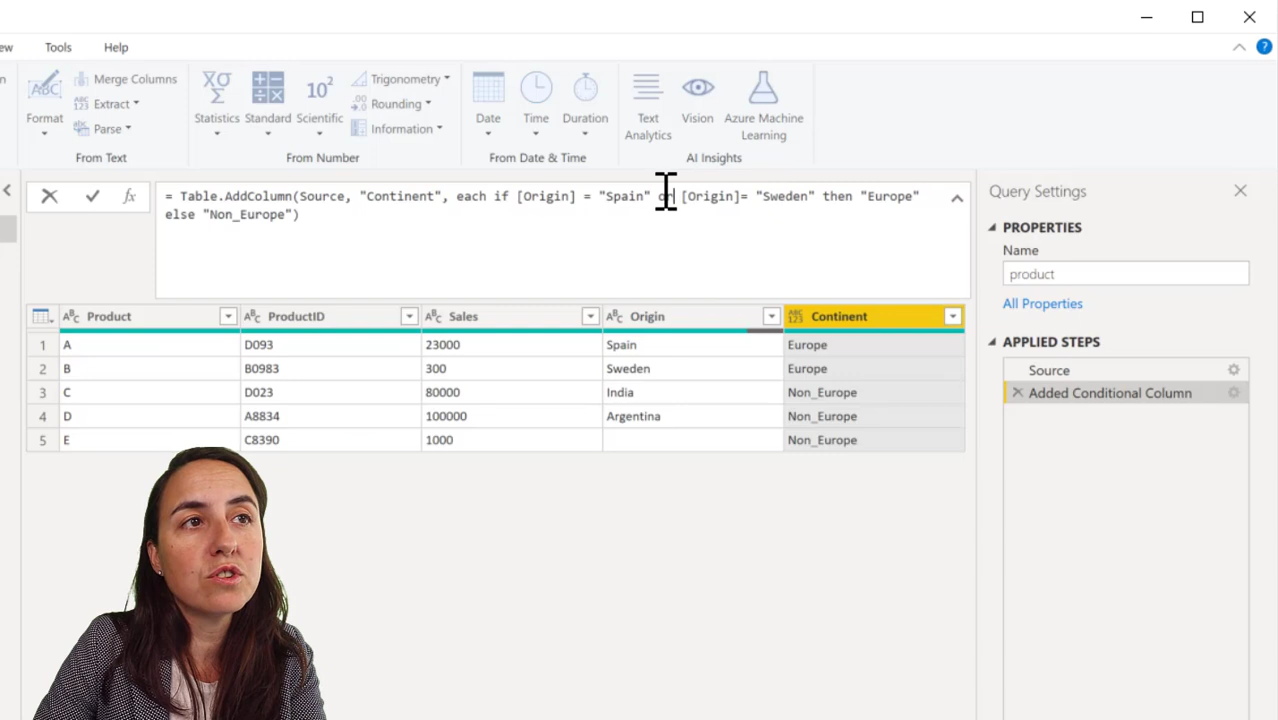 Tools Help
Format
Merge Columns
Extract
Parse
From Text
Statistics
Standard
10²
Scientific
Trigonometry
.00 Rounding
Information
From Number
Date
Time
Duration
From Date & Time
Text
Analytics
Vision
Azure Machine
Learning
AI Insights
fx = Table.AddColumn(Source, "Continent", each if [Origin] = "Spain" or [Origin]= "Sweden" then "Europe"
else "Non_Europe")
Product ProductID Sales Origin Continent
1 A D093 23000 Spain Europe
2 B B0983 300 Sweden Europe
3 C D023 80000 India Non_Europe
4 D A8834 100000 Argentina Non_Europe
5 E C8390 1000 Non_Europe
Query Settings
PROPERTIES
Name
product
All Properties
APPLIED STEPS
Source
Added Conditional Column